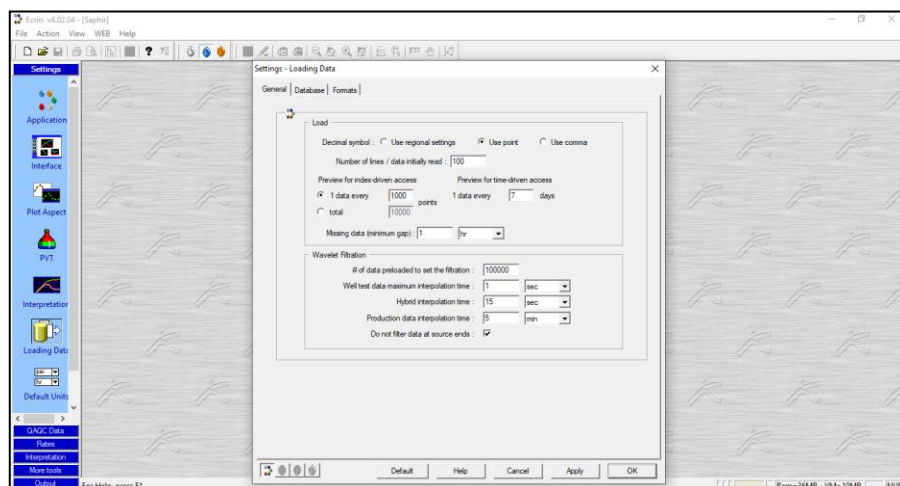 Ecrin v4.02.04 - [Saphir]
File Action View WEB Help
Settings
Application
Interface
Plot Aspect
PVT
Interpretation
Loading Data
psi
hr
Default Units
QAQC Data
Rates
Interpretation
More tools
Output
Settings - Loading Data
General Database Formats
Load
Decimal symbol : Use regional settings Use point Use comma
Number of lines / data initially read : 100
Preview for index-driven access Preview for time-driven access
1 data every 1000 points 1 data every 7 days
total 10000
Missing data (minimum gap) : 1 hr
Wavelet Filtration
# of data preloaded to set the filtration : 100000
Well test data maximum interpolation time : 1 sec
Hybrid interpolation time : 15 sec
Production data interpolation time : 5 min
Do not filter data at source ends :
Default Help Cancel Apply OK
For Help, press F1